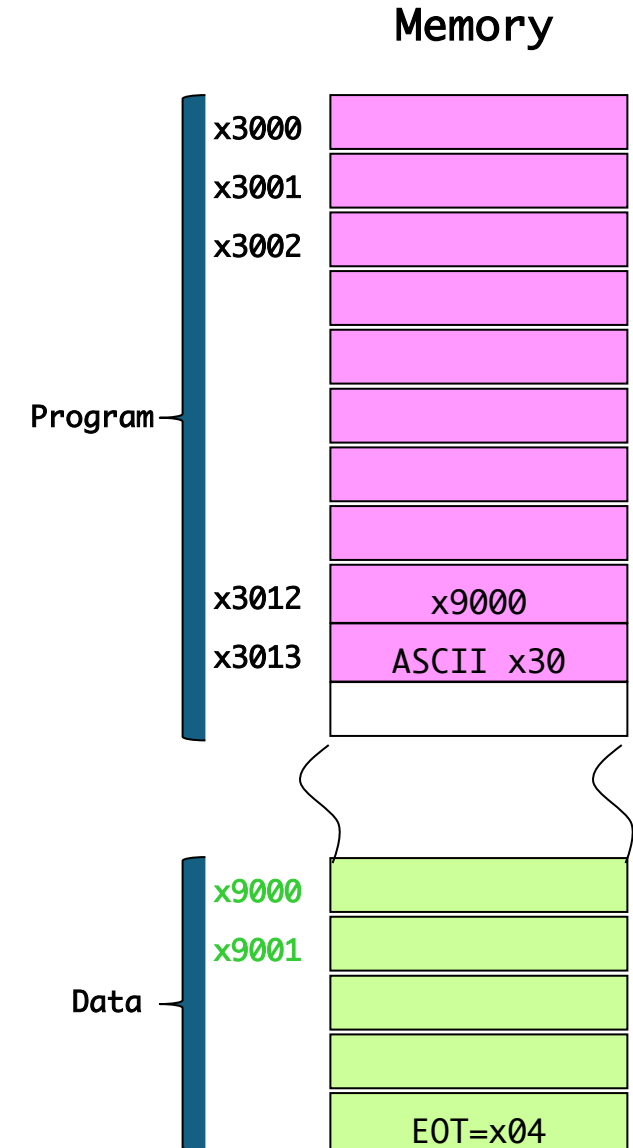 Memory
x3000
x3001
x3002
Program
x3012 x9000
x3013 ASCII x30
x9000
x9001
Data
EOT=x04